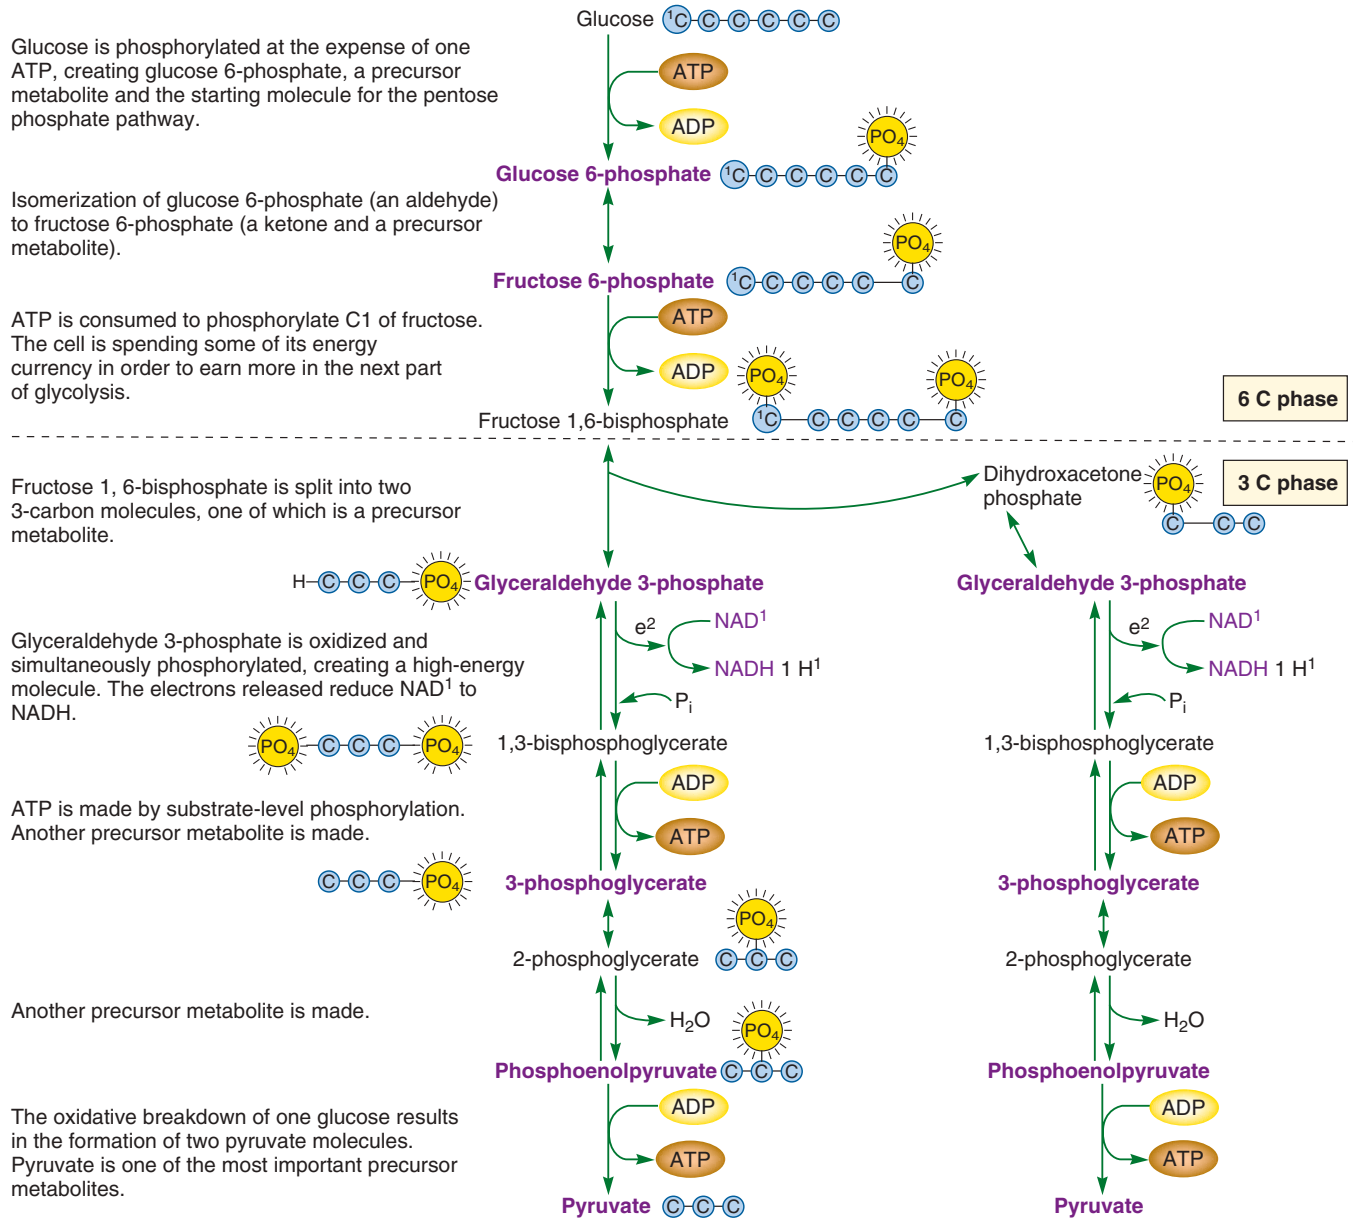 Glucose ¹C C C C C C
Glucose is phosphorylated at the expense of one
ATP, creating glucose 6-phosphate, a precursor
metabolite and the starting molecule for the pentose
phosphate pathway.
ATP
ADP
PO₄
Glucose 6-phosphate ¹C C C C C C
Isomerization of glucose 6-phosphate (an aldehyde)
to fructose 6-phosphate (a ketone and a precursor
metabolite).
PO₄
Fructose 6-phosphate ¹C C C C C C
ATP is consumed to phosphorylate C1 of fructose.
The cell is spending some of its energy
currency in order to earn more in the next part
of glycolysis.
ATP
ADP
PO₄ PO₄
Fructose 1,6-bisphosphate ¹C C C C C C
6 C phase
3 C phase
Fructose 1, 6-bisphosphate is split into two
3-carbon molecules, one of which is a precursor
metabolite.
Dihydroxacetone
phosphate
PO₄
C C C
H C C C PO₄ Glyceraldehyde 3-phosphate
Glyceraldehyde 3-phosphate
Glyceraldehyde 3-phosphate is oxidized and
simultaneously phosphorylated, creating a high-energy
molecule. The electrons released reduce NAD¹ to
NADH.
e² NAD¹
NADH 1 H¹
Pᵢ
e² NAD¹
NADH 1 H¹
Pᵢ
PO₄ C C C PO₄ 1,3-bisphosphoglycerate
1,3-bisphosphoglycerate
ATP is made by substrate-level phosphorylation.
Another precursor metabolite is made.
ADP
ATP
ADP
ATP
C C C PO₄ 3-phosphoglycerate
3-phosphoglycerate
PO₄
2-phosphoglycerate C C C
2-phosphoglycerate
Another precursor metabolite is made.
H₂O
H₂O
PO₄
Phosphoenolpyruvate C C C
Phosphoenolpyruvate
The oxidative breakdown of one glucose results
in the formation of two pyruvate molecules.
Pyruvate is one of the most important precursor
metabolites.
ADP
ATP
ADP
ATP
Pyruvate C C C
Pyruvate